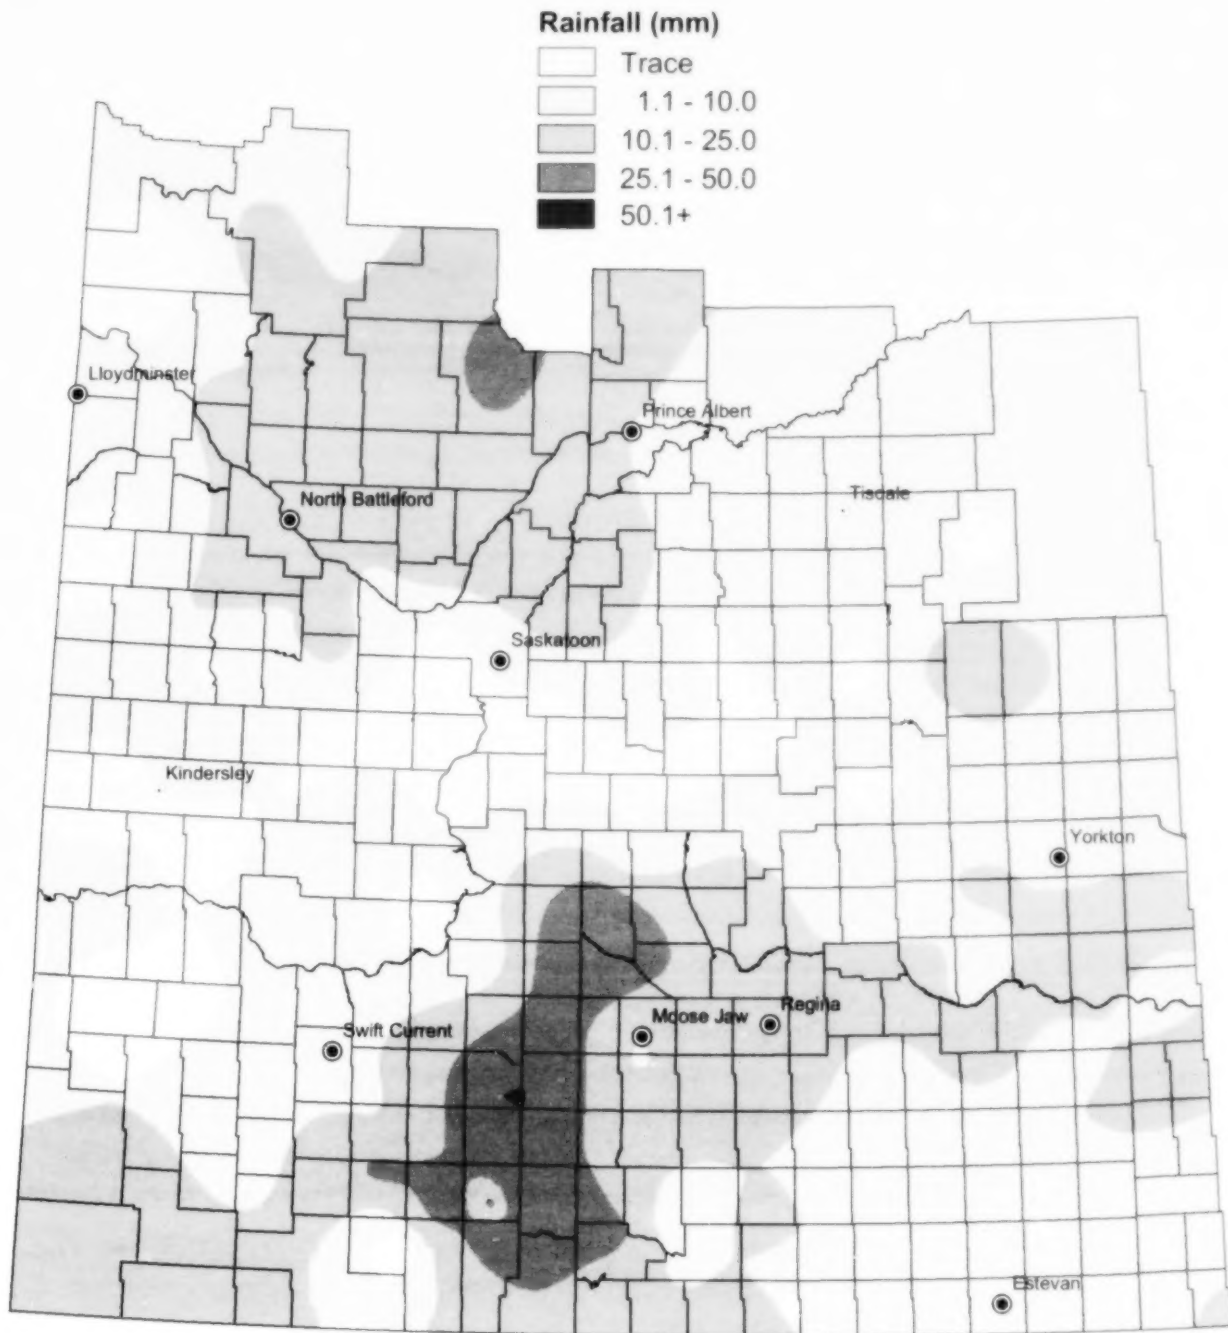 Rainfall (mm)
Trace
1.1 - 10.0
10.1 - 25.0
25.1 - 50.0
50.1+
Lloydminster
Prince Albert
North Battleford
Tisdale
Saskatoon
Kindersley
Yorkton
Swift Current
Moose Jaw
Regina
Estevan